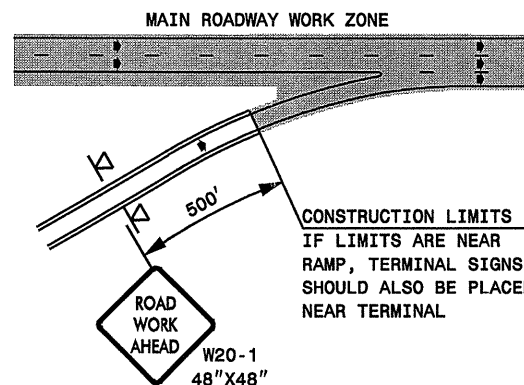 MAIN ROADWAY WORK ZONE
500'
CONSTRUCTION LIMITS
IF LIMITS ARE NEAR
RAMP, TERMINAL SIGNS
SHOULD ALSO BE PLACE
NEAR TERMINAL
ROAD
WORK
AHEAD
W20-1
48"X48"